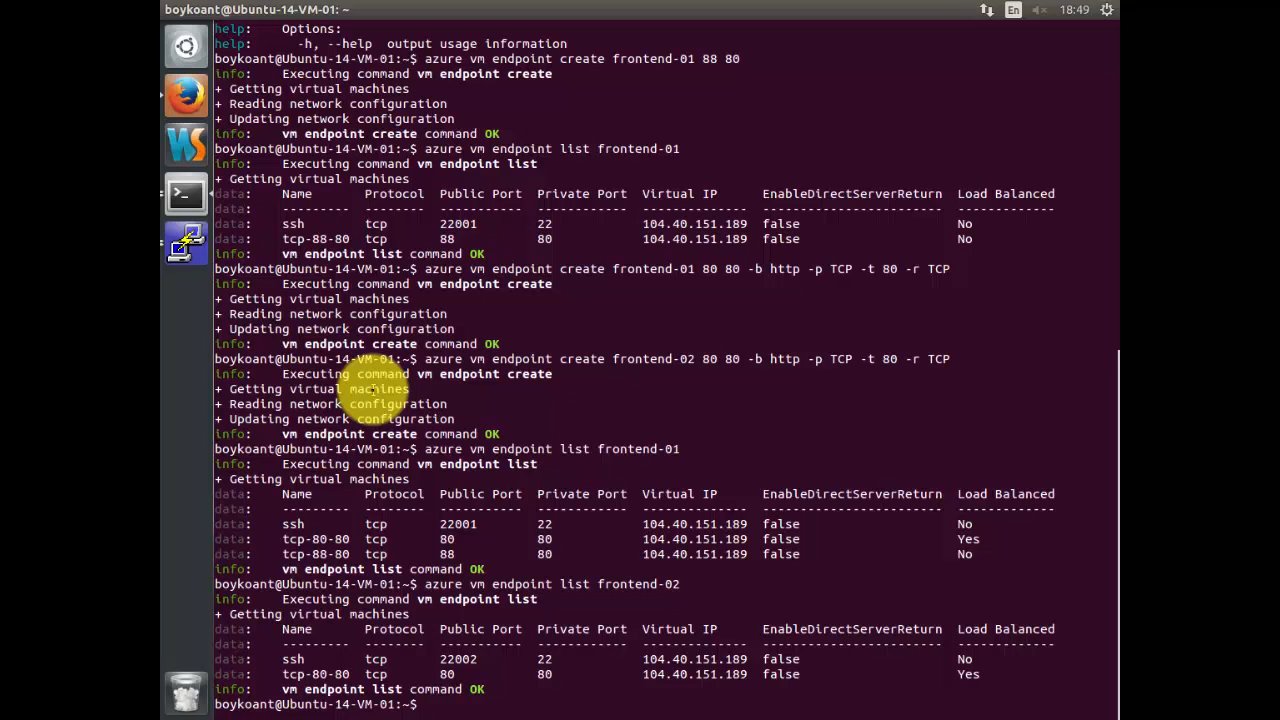 boykoant@Ubuntu-14-VM-01: ~
En
18:49
help:    Options:
help:      -h, --help  output usage information
boykoant@Ubuntu-14-VM-01:~$ azure vm endpoint create frontend-01 88 80
info:    Executing command vm endpoint create
+ Getting virtual machines
+ Reading network configuration
+ Updating network configuration
info:    vm endpoint create command OK
boykoant@Ubuntu-14-VM-01:~$ azure vm endpoint list frontend-01
info:    Executing command vm endpoint list
+ Getting virtual machines
data:    Name       Protocol  Public Port  Private Port  Virtual IP      EnableDirectServerReturn  Load Balanced
data:    ---------  --------  -----------  ------------  --------------  ------------------------  -------------
data:    ssh        tcp       22001        22            104.40.151.189  false                     No
data:    tcp-88-80  tcp       88           80            104.40.151.189  false                     No
info:    vm endpoint list command OK
boykoant@Ubuntu-14-VM-01:~$ azure vm endpoint create frontend-01 80 80 -b http -p TCP -t 80 -r TCP
info:    Executing command vm endpoint create
+ Getting virtual machines
+ Reading network configuration
+ Updating network configuration
info:    vm endpoint create command OK
boykoant@Ubuntu-14-VM-01:~$ azure vm endpoint create frontend-02 80 80 -b http -p TCP -t 80 -r TCP
info:    Executing command vm endpoint create
+ Getting virtual machines
+ Reading network configuration
+ Updating network configuration
info:    vm endpoint create command OK
boykoant@Ubuntu-14-VM-01:~$ azure vm endpoint list frontend-01
info:    Executing command vm endpoint list
+ Getting virtual machines
data:    Name       Protocol  Public Port  Private Port  Virtual IP      EnableDirectServerReturn  Load Balanced
data:    ---------  --------  -----------  ------------  --------------  ------------------------  -------------
data:    ssh        tcp       22001        22            104.40.151.189  false                     No
data:    tcp-80-80  tcp       80           80            104.40.151.189  false                     Yes
data:    tcp-88-80  tcp       88           80            104.40.151.189  false                     No
info:    vm endpoint list command OK
boykoant@Ubuntu-14-VM-01:~$ azure vm endpoint list frontend-02
info:    Executing command vm endpoint list
+ Getting virtual machines
data:    Name       Protocol  Public Port  Private Port  Virtual IP      EnableDirectServerReturn  Load Balanced
data:    ---------  --------  -----------  ------------  --------------  ------------------------  -------------
data:    ssh        tcp       22002        22            104.40.151.189  false                     No
data:    tcp-80-80  tcp       80           80            104.40.151.189  false                     Yes
info:    vm endpoint list command OK
boykoant@Ubuntu-14-VM-01:~$
WS
>_